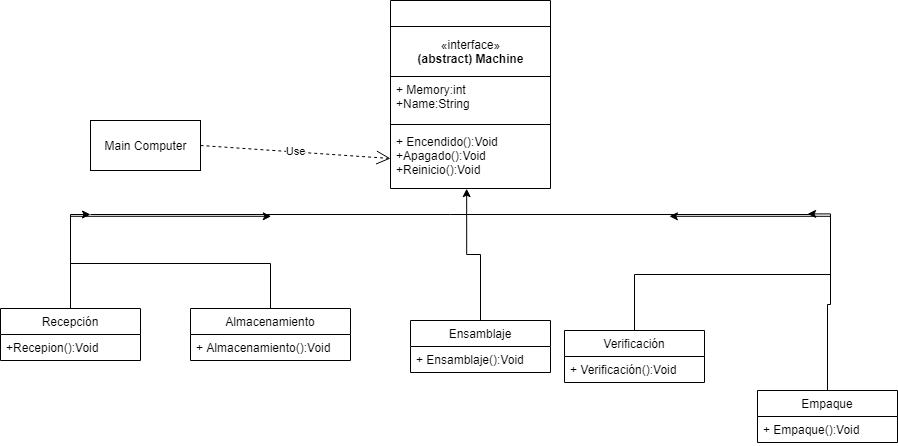 «interface»
(abstract) Machine
+ Memory:int
+Name:String
+ Encendido():Void
+Apagado():Void
+Reinicio():Void
Main Computer
Use
Recepción
+Recepion():Void
Almacenamiento
+ Almacenamiento():Void
Ensamblaje
+ Ensamblaje():Void
Verificación
+ Verificación():Void
Empaque
+ Empaque():Void